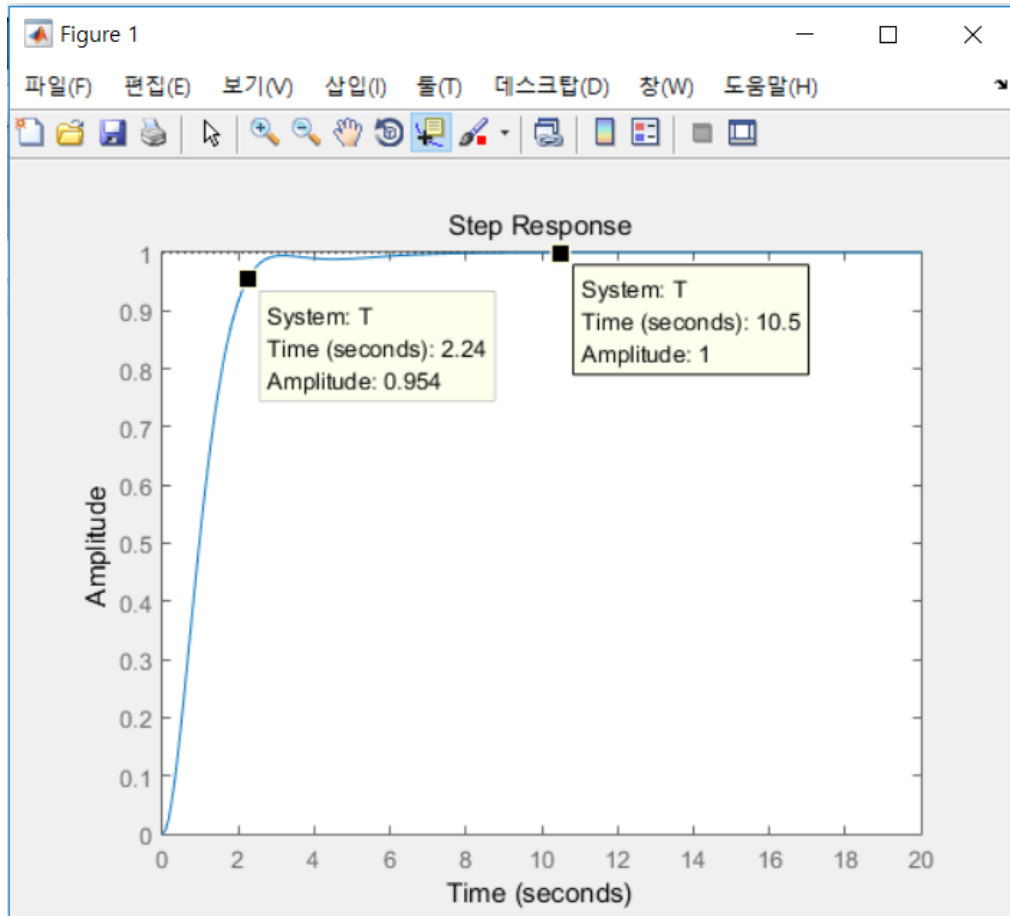 Figure 1
파일(F) 편집(E) 보기(V) 삽입(I) 툴(T) 데스크탑(D) 창(W) 도움말(H)
Step Response
System: T
Time (seconds): 2.24
Amplitude: 0.954
System: T
Time (seconds): 10.5
Amplitude: 1
Amplitude
1
0.9
0.8
0.7
0.6
0.5
0.4
0.3
0.2
0.1
0
0 2 4 6 8 10 12 14 16 18 20
Time (seconds)